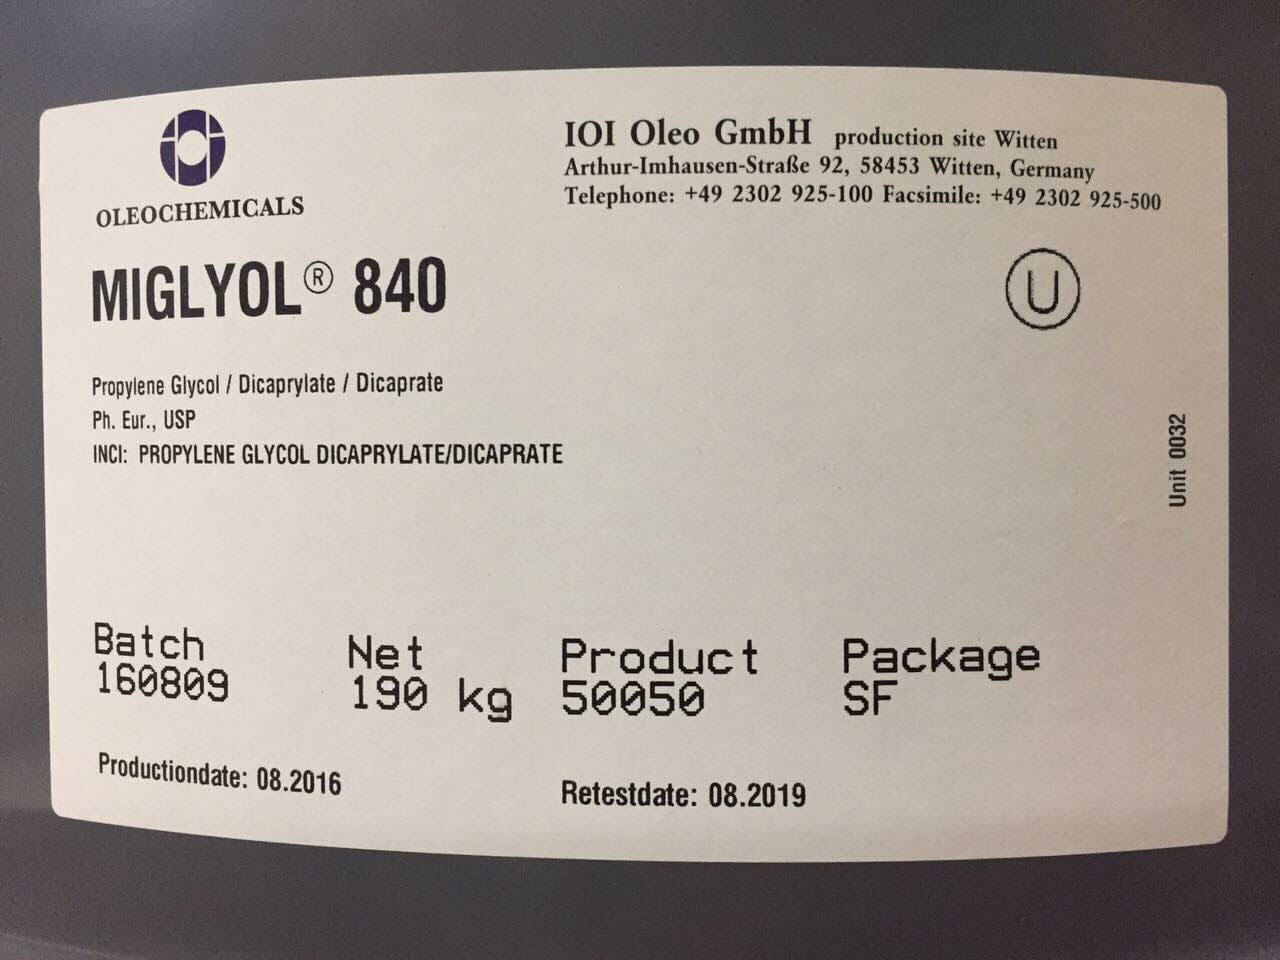 OLEOCHEMICALS
IOI Oleo GmbH production site Witten
Arthur-Imhausen-Straße 92, 58453 Witten, Germany
Telephone: +49 2302 925-100 Facsimile: +49 2302 925-500
MIGLYOL® 840
U
Propylene Glycol / Dicaprylate / Dicaprate
Ph. Eur., USP
INCI: PROPYLENE GLYCOL DICAPRYLATE/DICAPRATE
Unit 0032
Batch Net Product Package
160809 190 kg 50050 SF
Productiondate: 08.2016 Retestdate: 08.2019